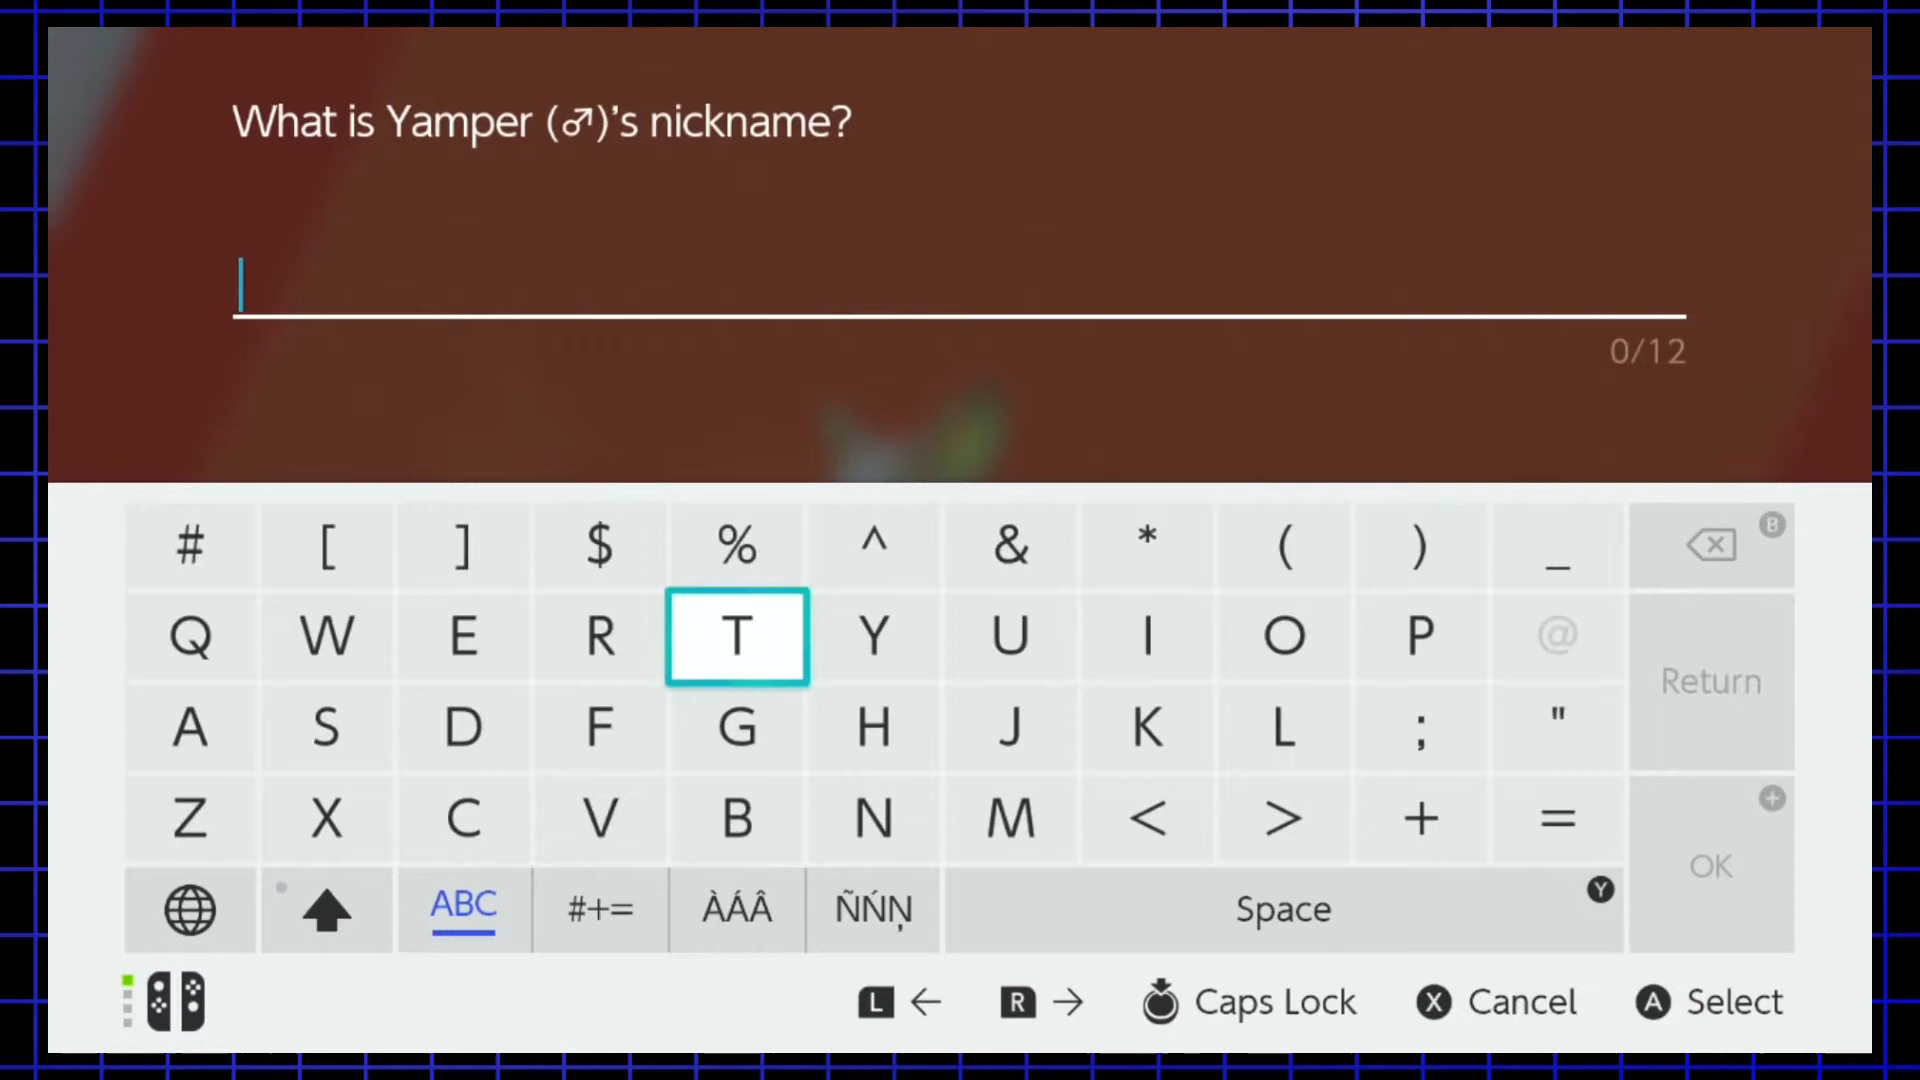 What is Yamper (♂)'s nickname?
0/12
# [ ] $ % ^ & * ( ) _ B
Q W E R T Y U I O P @ Return
A S D F G H J K L ; "
Z X C V B N M < > + = OK
ABC #+= ÀÁÂ ÑŃŅ Space Y
L ← R → Caps Lock X Cancel A Select